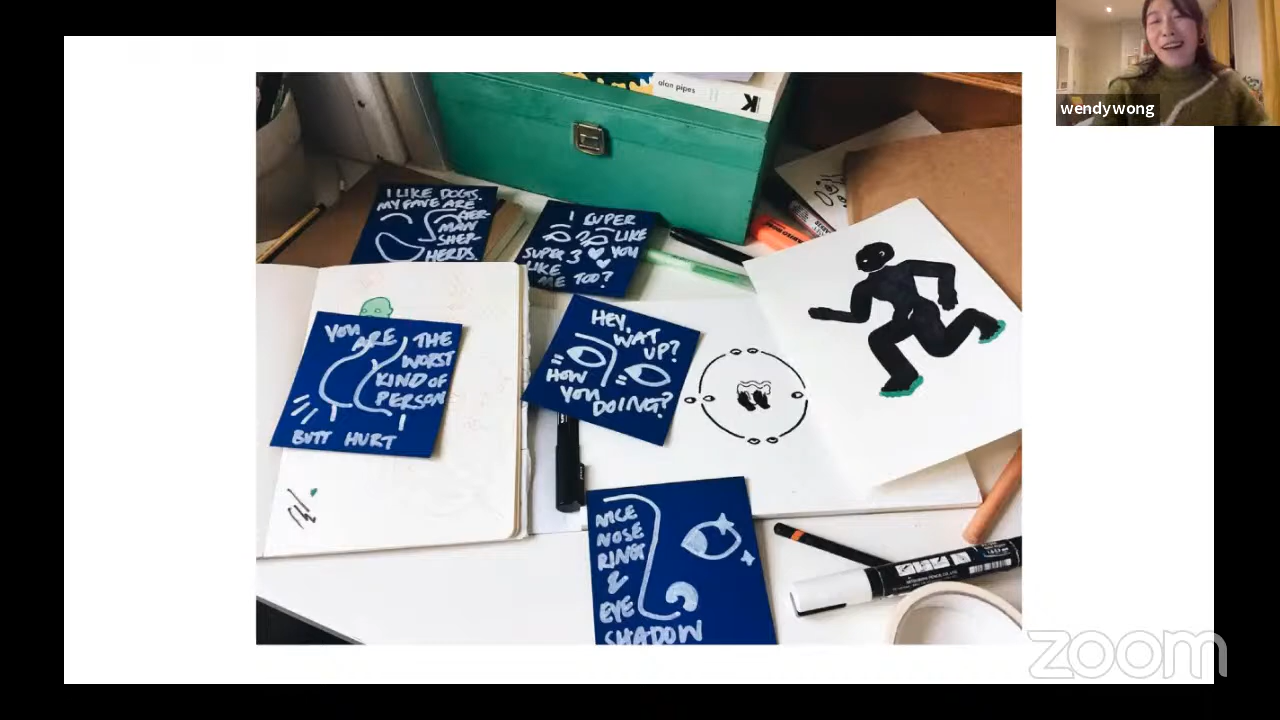 wendywong
alan pipes
K
I LIKE DOGS.
MY FAVE ARE
GER-
MAN
SHEP-
HERDS.
I SUPER
LIKE
SUPER 3 YOU
LIKE
ME TOO?
YOU
ARE THE
WORST
KIND OF
PERSON
BUTT HURT
HEY,
WAT
UP?
HOW
YOU
DOING?
NICE
NOSE
RING
&
EYE
SHADOW
zoom